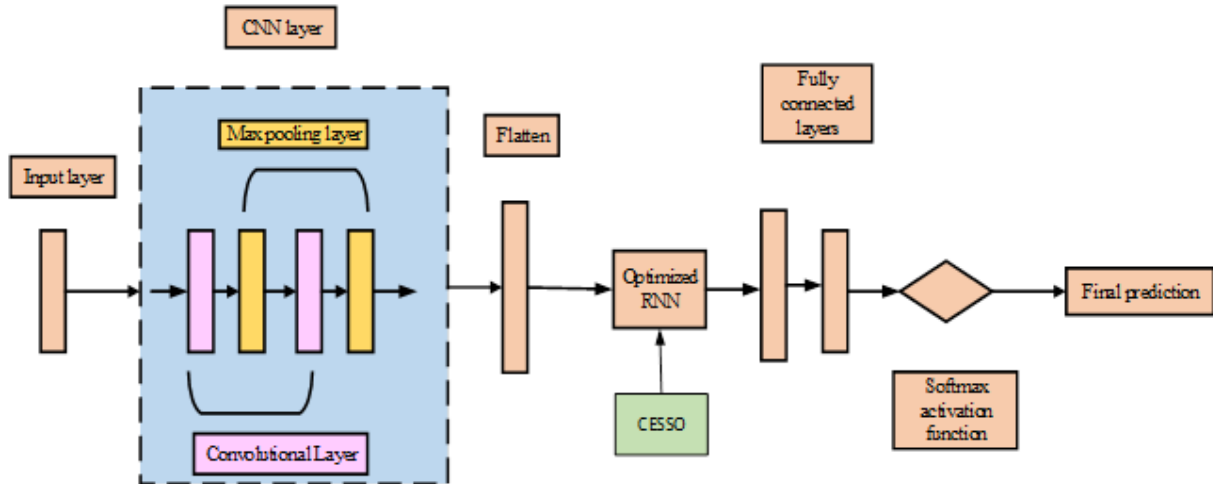 CNN layer
Max pooling layer
Input layer
Convolutional Layer
Flatten
Optimized
RNN
CESSO
Fully
connected
layers
Softmax
activation
function
Final prediction